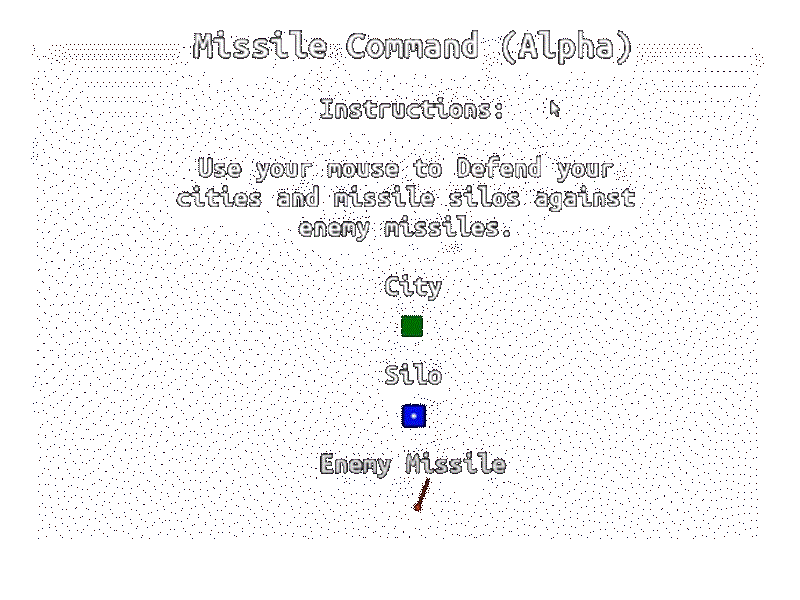 Missile Command (Alpha)
Instructions:
Use your mouse to Defend your
cities and missile silos against
enemy missiles.
City
Silo
Enemy Missile